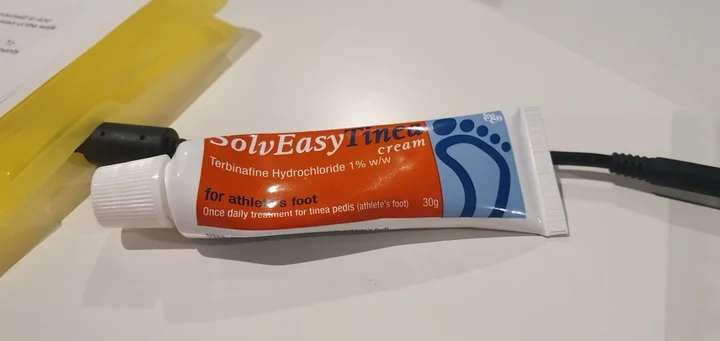 SolvEasyTinea
cream
Terbinafine Hydrochloride 1% w/w
for athlete's foot
Once daily treatment for tinea pedis (athlete's foot)
30g